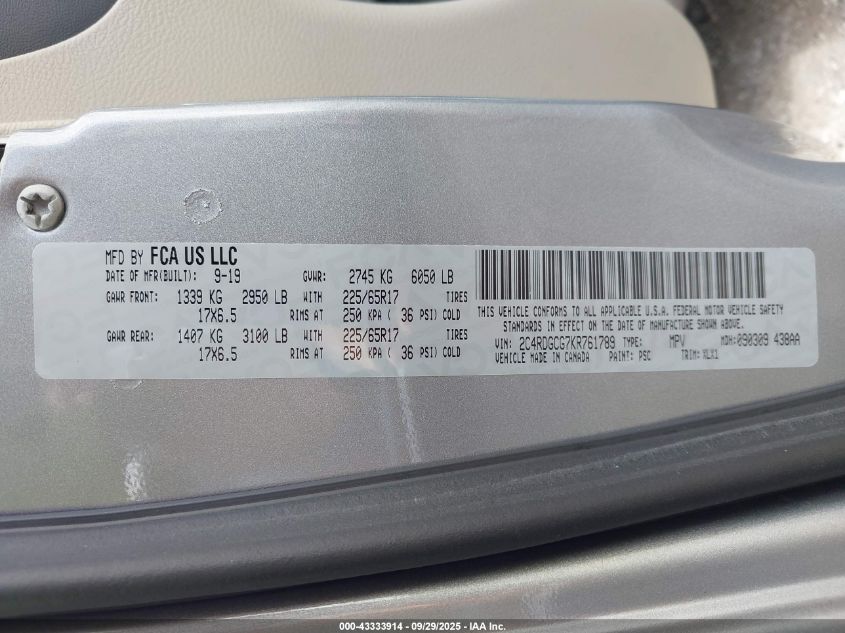 MFD BY FCA US LLC
DATE OF MFR(BUILT): 9-19 GVWR: 2745 KG 6050 LB
GAWR FRONT: 1339 KG 2950 LB WITH 225/65R17 TIRES
17X6.5 RIMS AT 250 KPA ( 36 PSI) COLD
GAWR REAR: 1407 KG 3100 LB WITH 225/65R17 TIRES
17X6.5 RIMS AT 250 KPA ( 36 PSI) COLD
THIS VEHICLE CONFORMS TO ALL APPLICABLE U.S.A. FEDERAL MOTOR VEHICLE SAFETY
STANDARDS IN EFFECT ON THE DATE OF MANUFACTURE SHOWN ABOVE.
VIN: 2C4RDGCG7KR761789 TYPE: MPV MDH:090309 438AA
VEHICLE MADE IN CANADA PAINT: PSC TRIM: XLX1
000-43333914 - 09/29/2025 - IAA Inc.